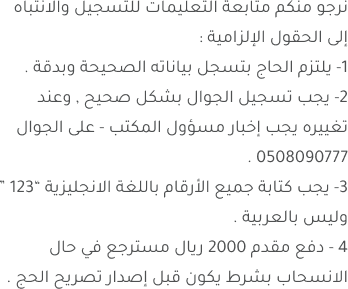 نرجو منكم متابعة التعليمات للتسجيل والانتباه
إلى الحقول الإلزامية :
1- يلتزم الحاج بتسجل بياناته الصحيحة وبدقة .
2- يجب تسجيل الجوال بشكل صحيح , وعند
تغييره يجب إخبار مسؤول المكتب - على الجوال
0508090777 .
3- يجب كتابة جميع الأرقام باللغة الانجليزية “123 ”
وليس بالعربية .
4 - دفع مقدم 2000 ريال مسترجع في حال
الانسحاب بشرط يكون قبل إصدار تصريح الحج .